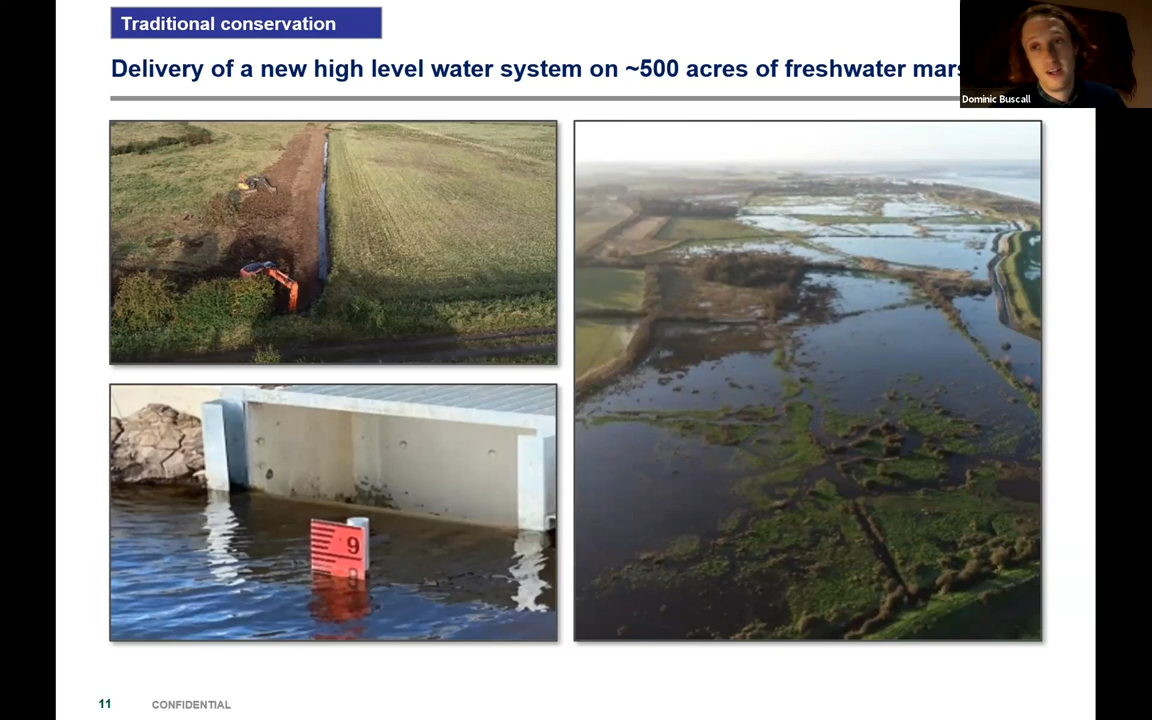 Traditional conservation
Delivery of a new high level water system on ~500 acres of freshwater
Dominic Buscall
9
11 CONFIDENTIAL